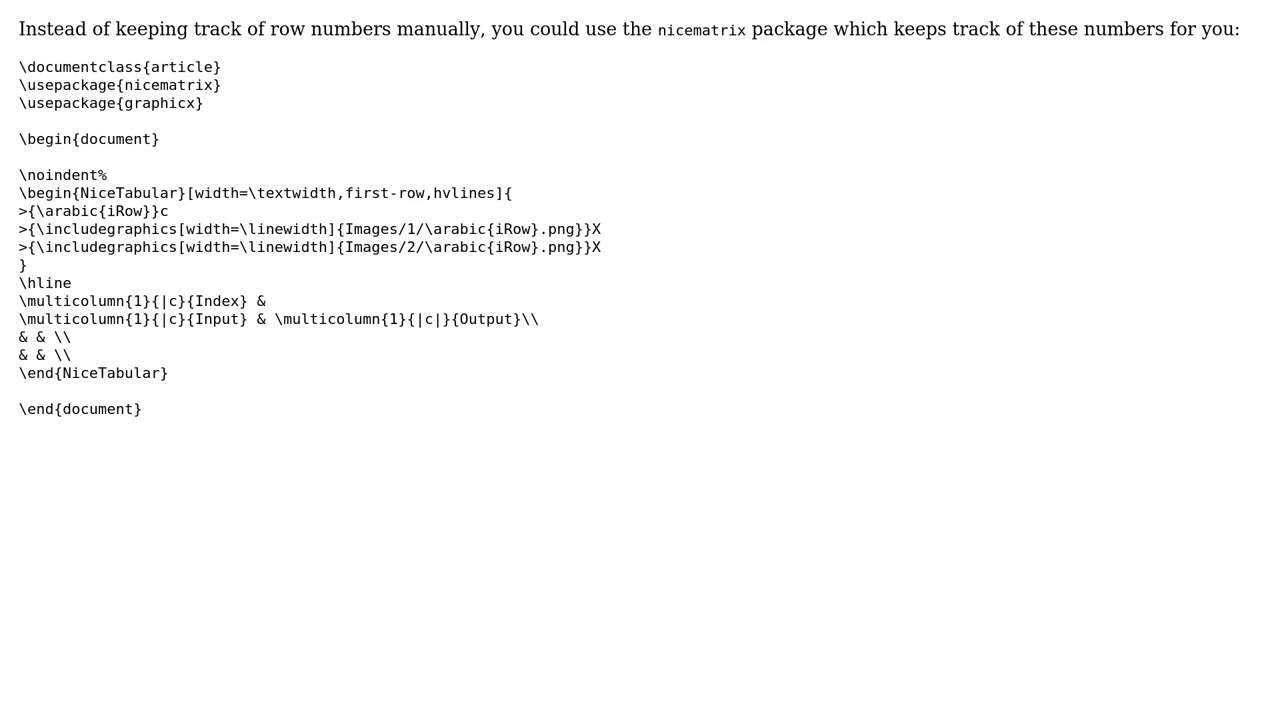 Instead of keeping track of row numbers manually, you could use the nicematrix package which keeps track of these numbers for you:
\documentclass{article}
\usepackage{nicematrix}
\usepackage{graphicx}
\begin{document}
\noindent%
\begin{NiceTabular}[width=\textwidth,first-row,hvlines]{
>{\arabic{iRow}}c
>{\includegraphics[width=\linewidth]{Images/1/\arabic{iRow}.png}}X
>{\includegraphics[width=\linewidth]{Images/2/\arabic{iRow}.png}}X
}
\hline
\multicolumn{1}{|c}{Index} &
\multicolumn{1}{|c}{Input} & \multicolumn{1}{|c|}{Output}\\
& & \\
& & \\
\end{NiceTabular}
\end{document}